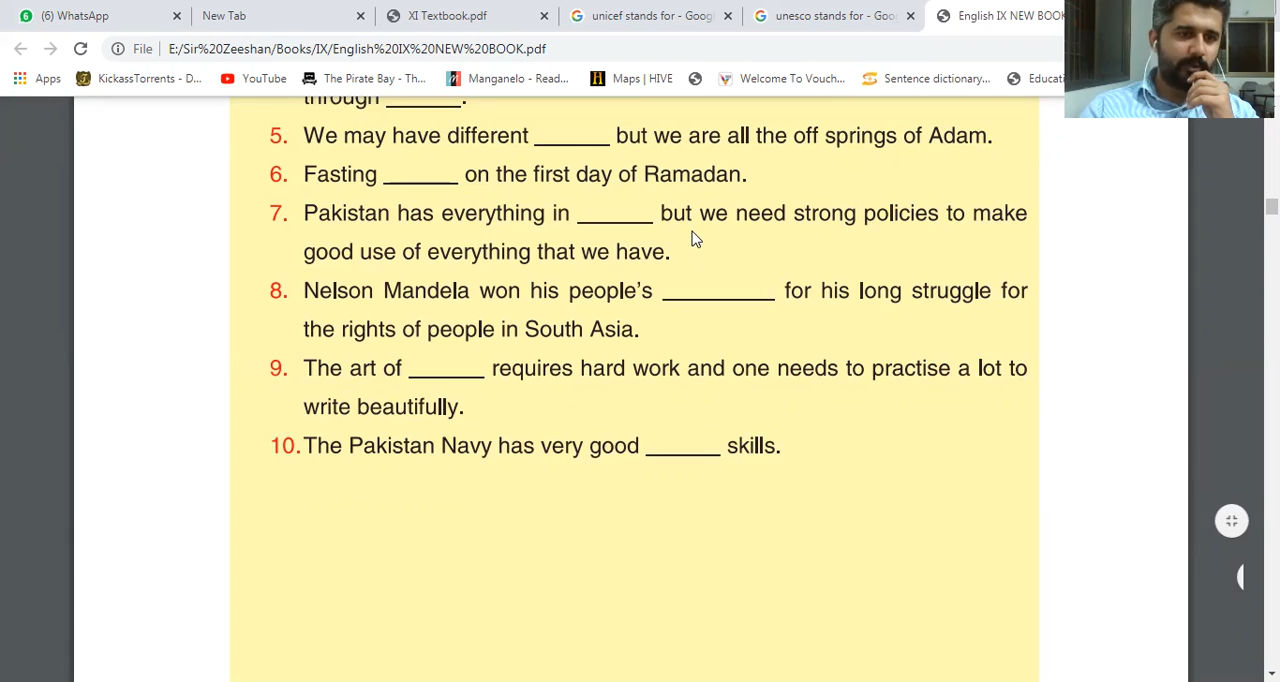 (6) WhatsApp
New Tab
XI Textbook.pdf
unicef stands for - Goog
unesco stands for - Goo
English IX NEW BOOK
File
E:/Sir%20Zeeshan/Books/IX/English%20IX%20NEW%20BOOK.pdf
Apps
KickassTorrents - D...
YouTube
The Pirate Bay - Th...
Manganelo - Read...
Maps | HIVE
Welcome To Vouch...
Sentence dictionary...
Educati
through ______.
5. We may have different ______ but we are all the off springs of Adam.
6. Fasting ______ on the first day of Ramadan.
7. Pakistan has everything in ______ but we need strong policies to make
good use of everything that we have.
8. Nelson Mandela won his people's _________ for his long struggle for
the rights of people in South Asia.
9. The art of ______ requires hard work and one needs to practise a lot to
write beautifully.
10. The Pakistan Navy has very good ______ skills.